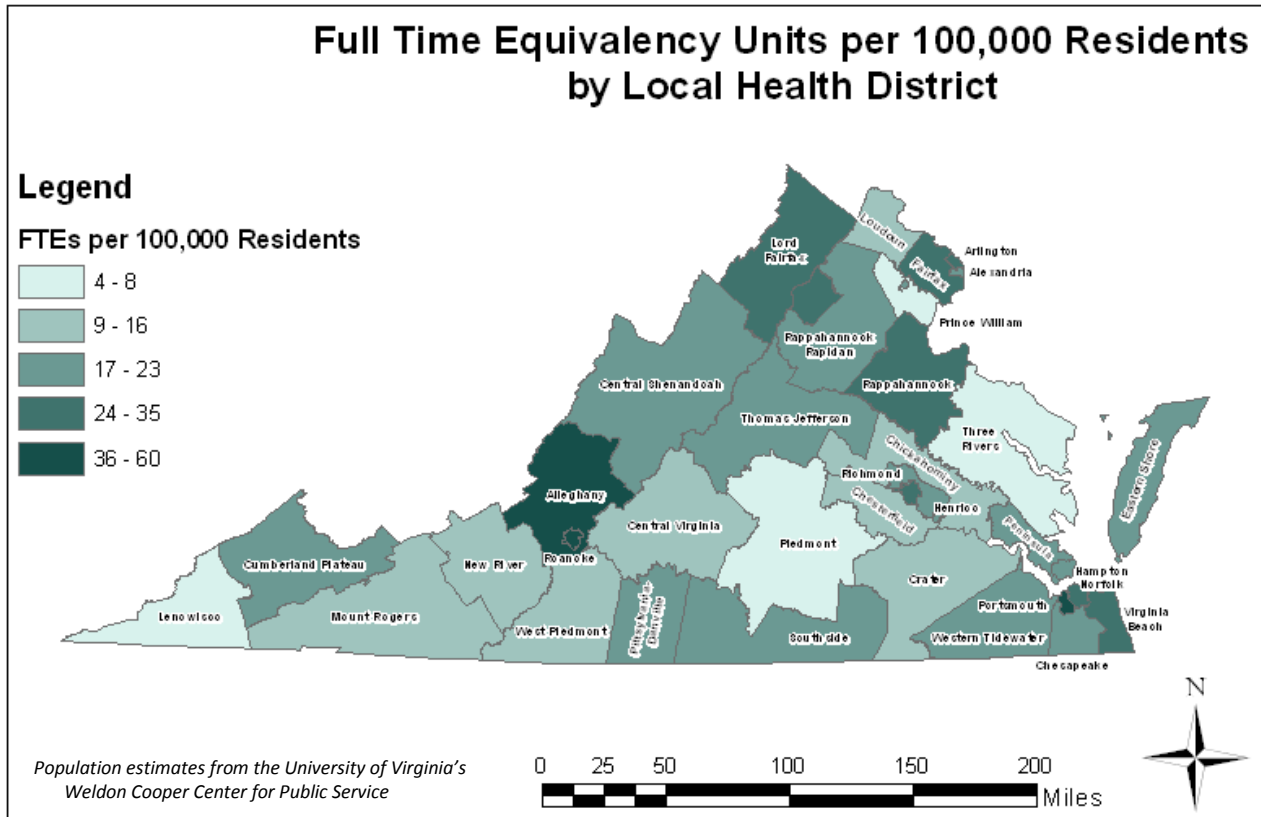 Full Time Equivalency Units per 100,000 Residents
by Local Health District
Legend
FTEs per 100,000 Residents
4 - 8
9 - 16
17 - 23
24 - 35
36 - 60
Loudoun
Arlington
Lord
Fairfax
Fairfax
Alexandria
Prince William
Rappahannock
Rapidan
Central Shenandoah
Rappahannock
Thomas Jefferson
Three
Rivers
Chickahominy
Eastern Shore
Richmond
Alleghany
Henrico
Chesterfield
Central Virginia
Piedmont
Peninsula
Roanoke
Cumberland Plateau
New River
Hampton
Norfolk
Crater
Lenowisco
Mount Rogers
Portsmouth
Virginia
Beach
West Piedmont
Danville
Southside
Western Tidewater
Chesapeake
N
Population estimates from the University of Virginia's
Weldon Cooper Center for Public Service
0 25 50 100 150 200
Miles